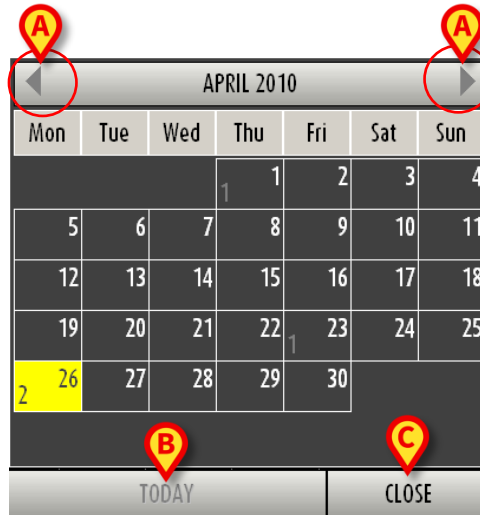 A A
APRIL 2010
Mon Tue Wed Thu Fri Sat Sun
1 1 2 3 4
5 6 7 8 9 10 11
12 13 14 15 16 17 18
19 20 21 22 1 23 24 25
2 26 27 28 29 30
B C
TODAY CLOSE